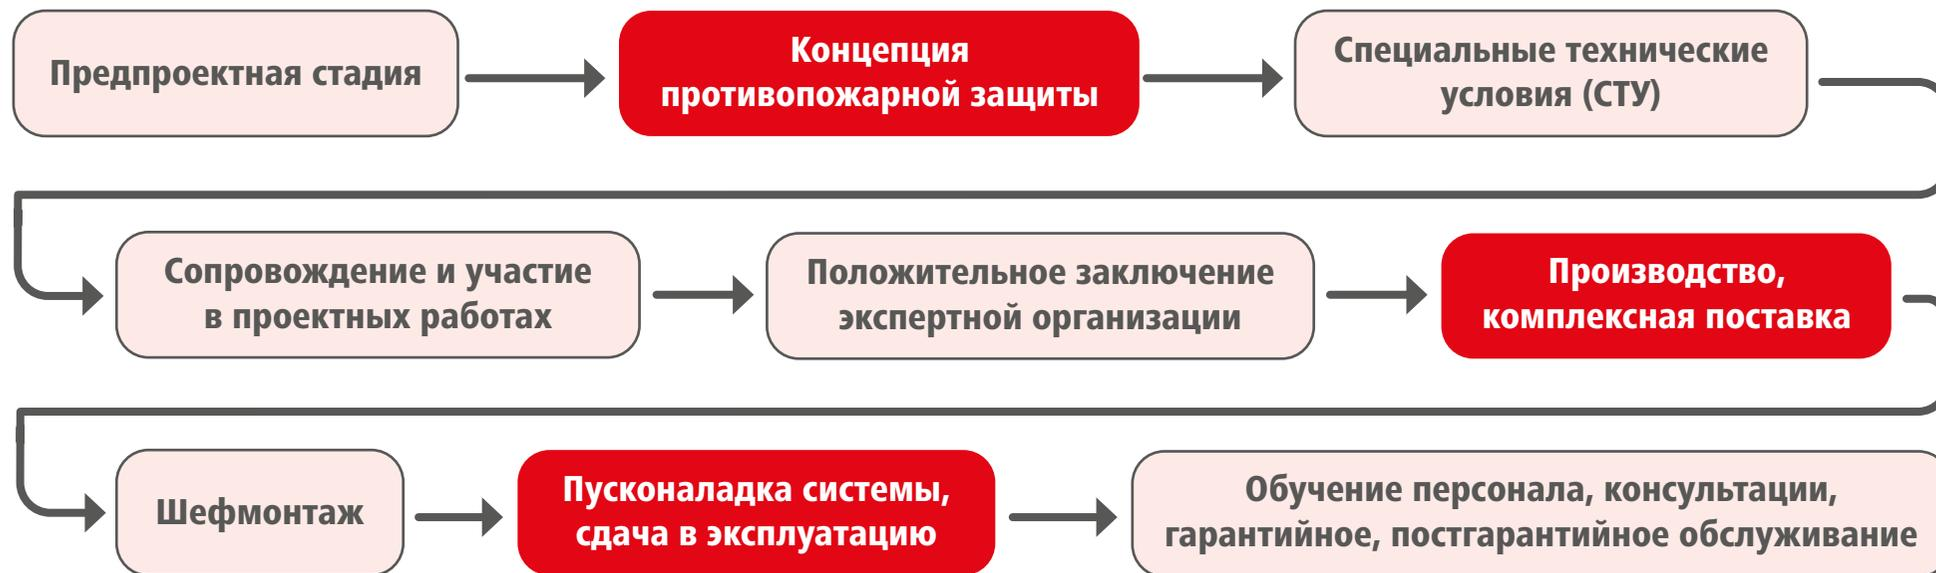 Предпроектная стадия
Концепция
противопожарной защиты
Специальные технические
условия (СТУ)
Сопровождение и участие
в проектных работах
Положительное заключение
экспертной организации
Производство,
комплексная поставка
Шефмонтаж
Пусконаладка системы,
сдача в эксплуатацию
Обучение персонала, консультации,
гарантийное, постгарантийное обслуживание